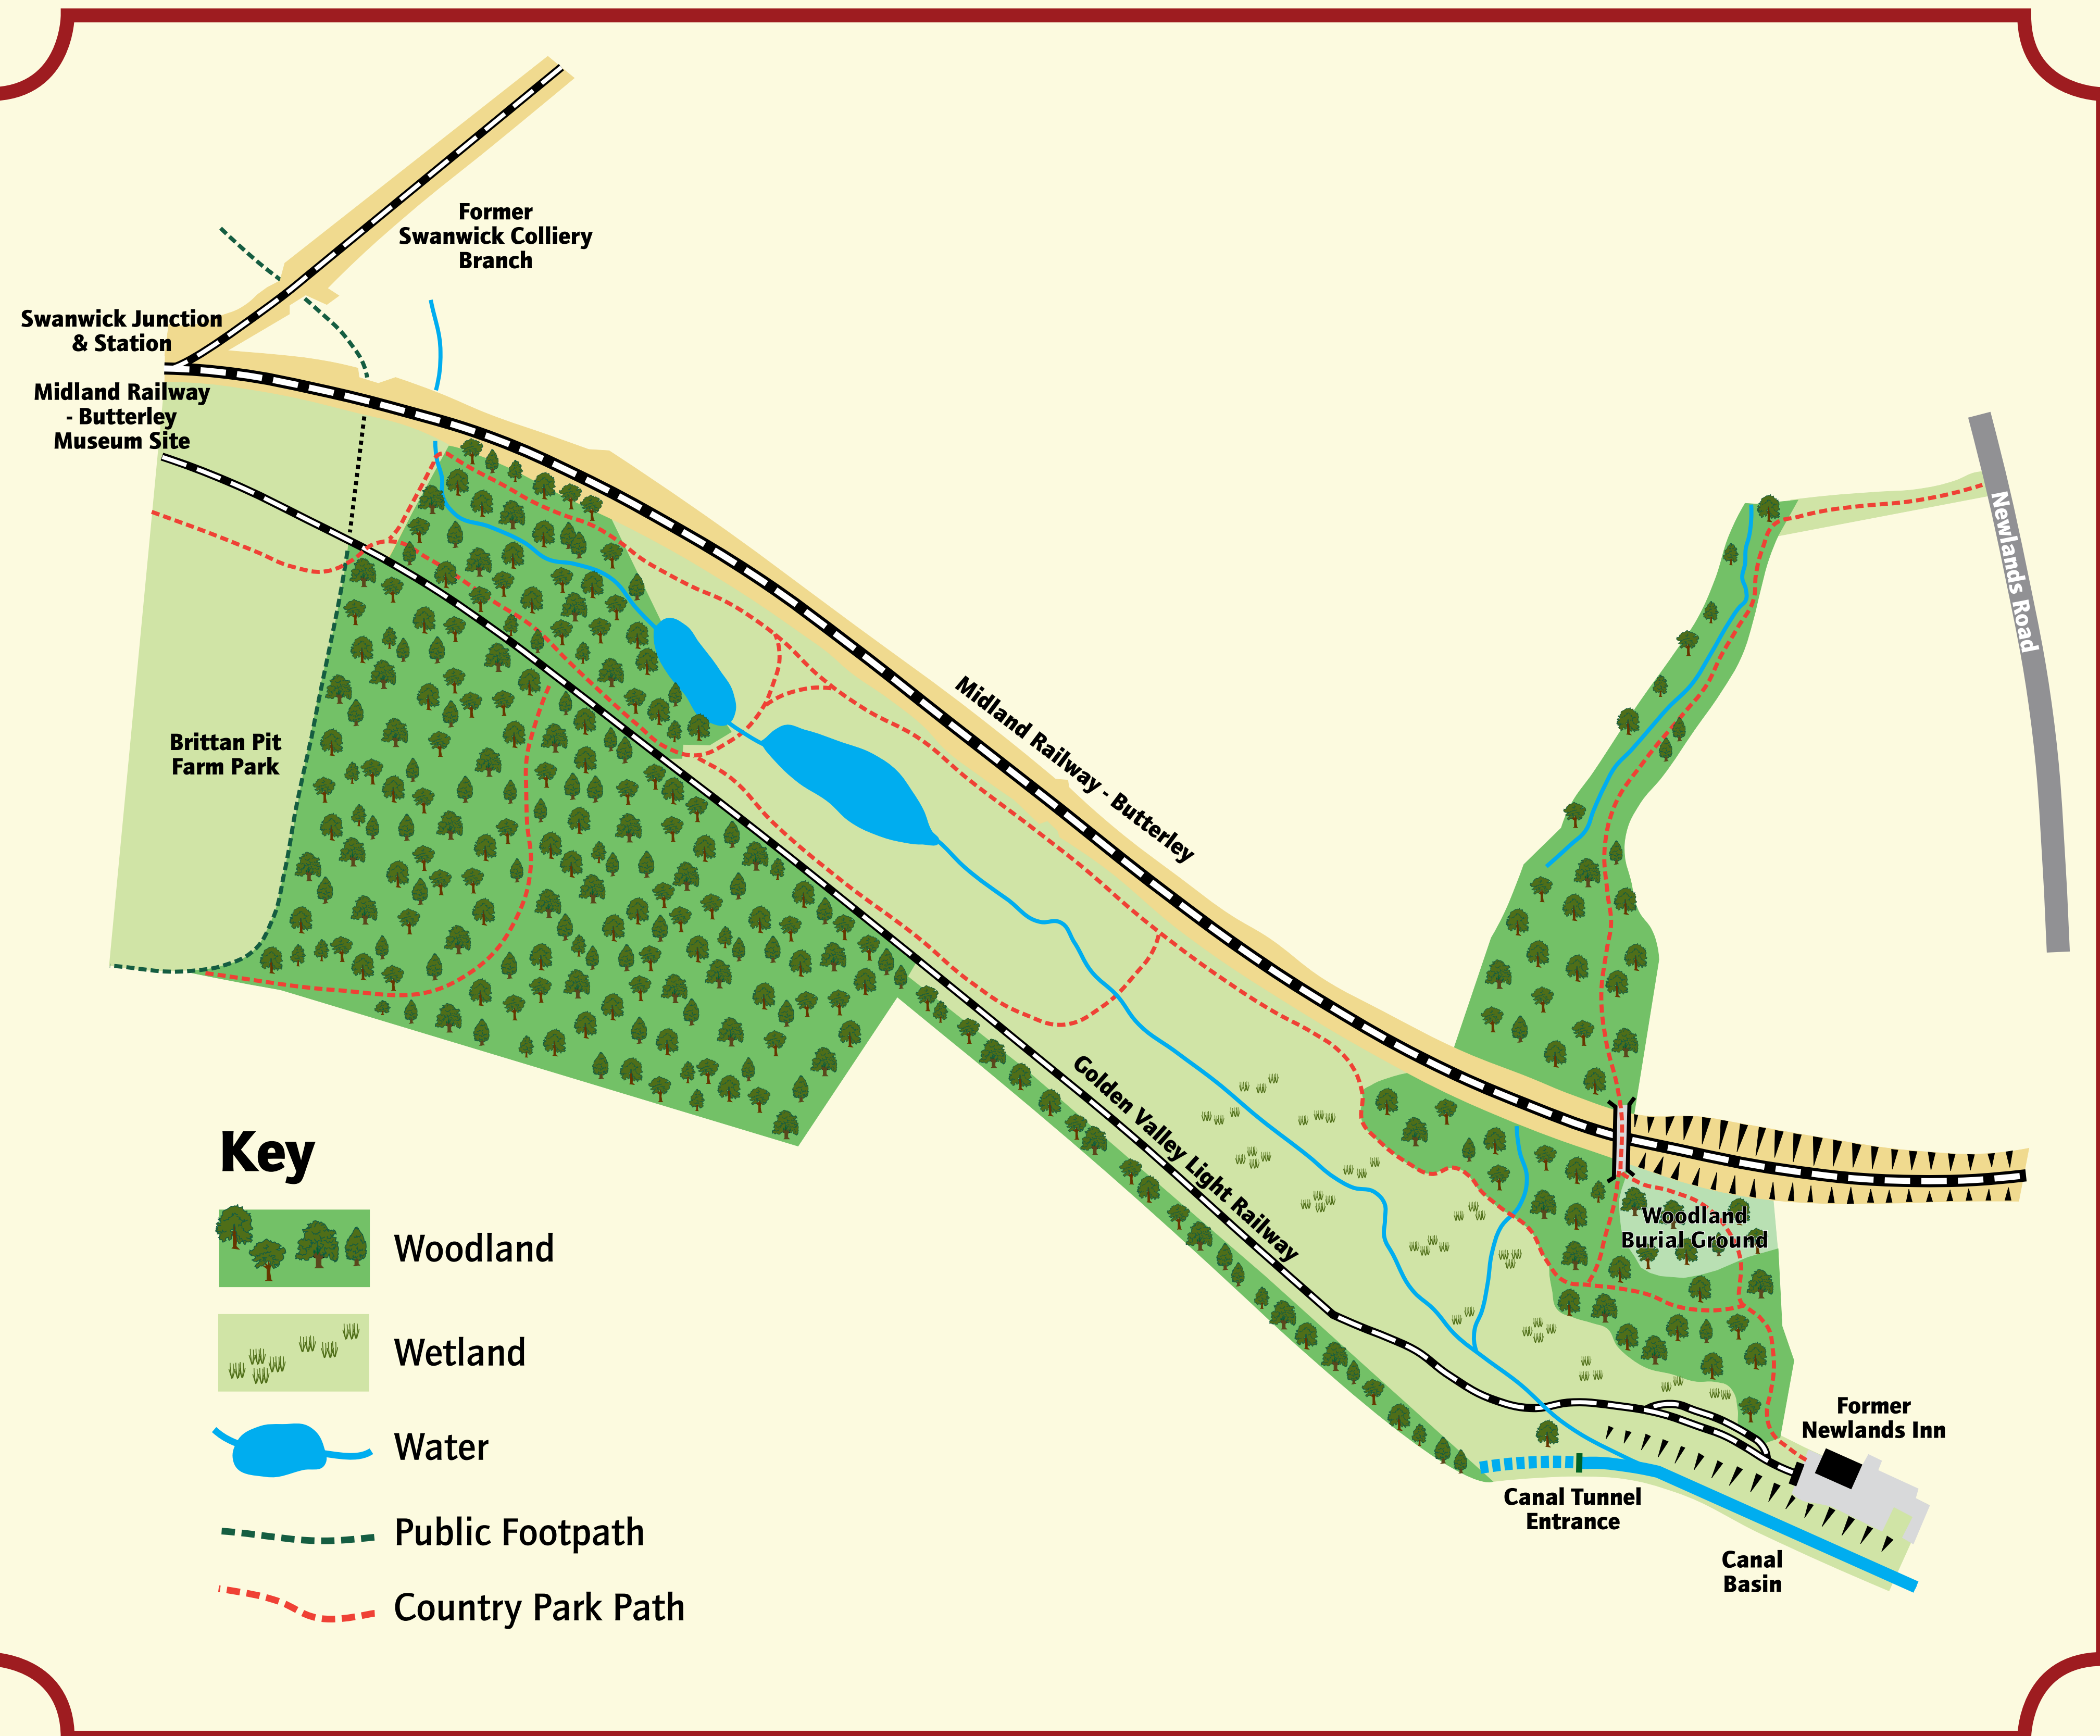 Former
Swanwick Colliery
Branch
Swanwick Junction
& Station
Midland Railway
- Butterley
Museum Site
Newlands Road
Midland Railway - Butterley
Brittan Pit
Farm Park
Golden Valley Light Railway
Woodland
Burial Ground
Key
Woodland
Wetland
Water
Public Footpath
Country Park Path
Former
Newlands Inn
Canal Tunnel
Entrance
Canal
Basin